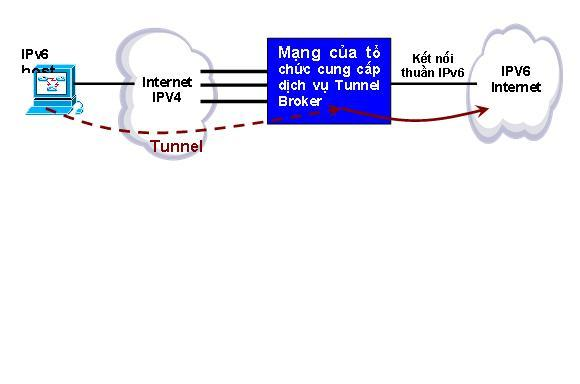 IPv6
host
Internet
IPV4
Tunnel
Mạng của tổ
chức cung cấp
dịch vụ Tunnel
Broker
Kết nối
thuần IPv6
IPV6
Internet